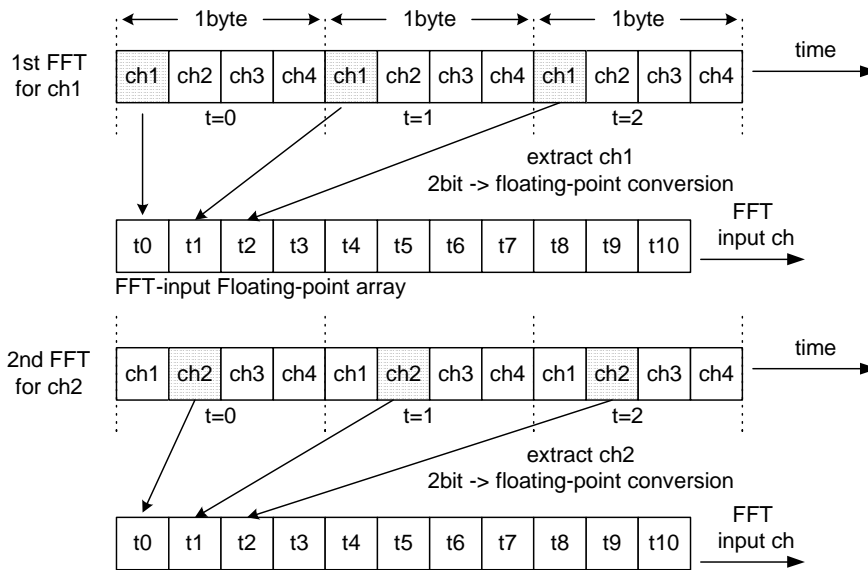 1byte 1byte 1byte
1st FFT
for ch1
ch1 ch2 ch3 ch4 ch1 ch2 ch3 ch4 ch1 ch2 ch3 ch4
time
t=0 t=1 t=2
extract ch1
2bit -> floating-point conversion
t0 t1 t2 t3 t4 t5 t6 t7 t8 t9 t10
FFT
input ch
FFT-input Floating-point array
2nd FFT
for ch2
ch1 ch2 ch3 ch4 ch1 ch2 ch3 ch4 ch1 ch2 ch3 ch4
time
t=0 t=1 t=2
extract ch2
2bit -> floating-point conversion
t0 t1 t2 t3 t4 t5 t6 t7 t8 t9 t10
FFT
input ch